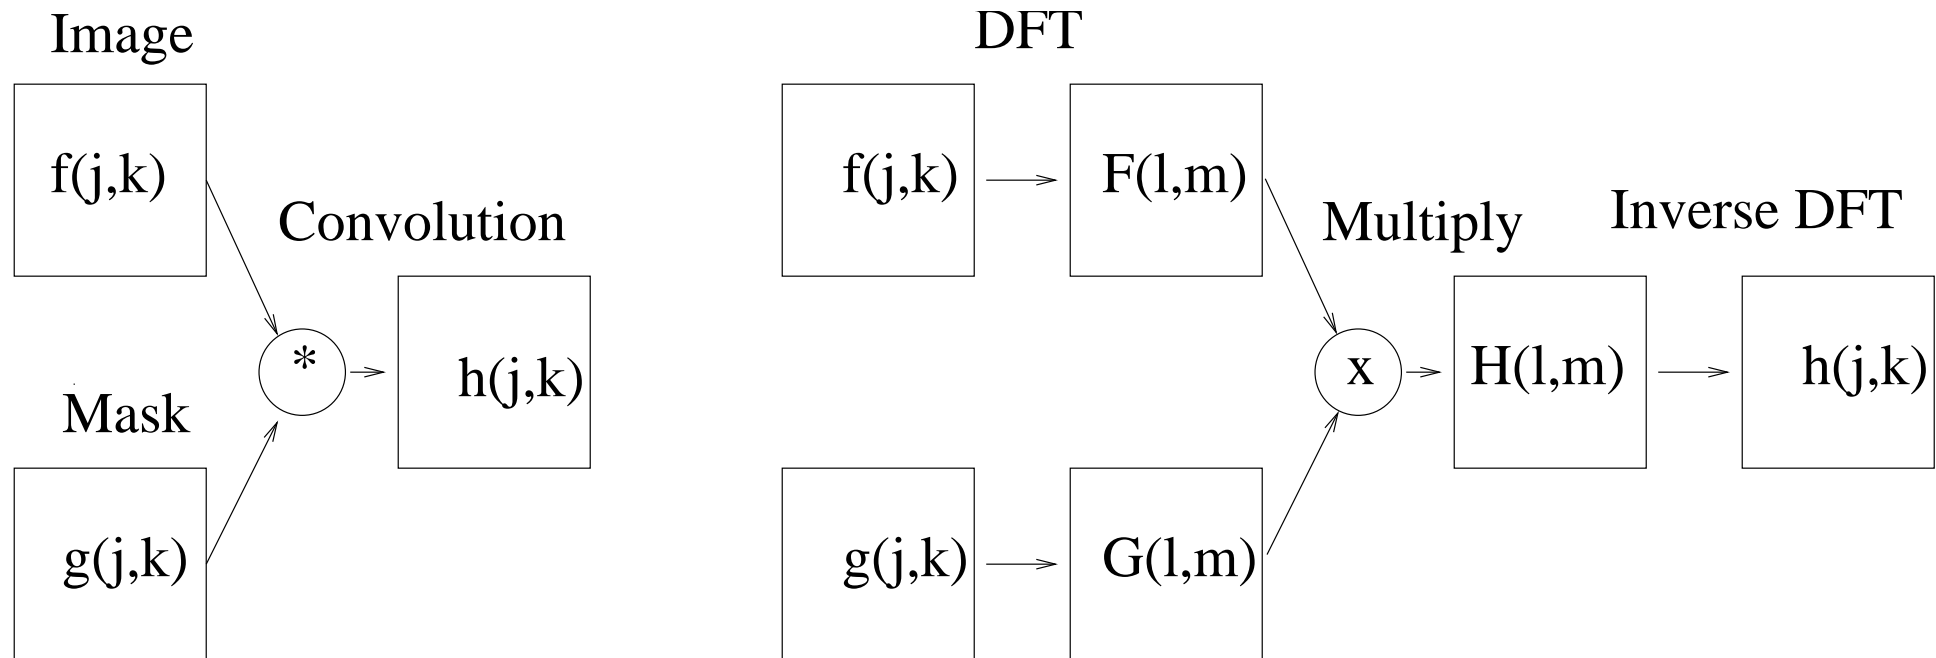 Image
f(j,k)
Convolution
*
h(j,k)
Mask
g(j,k)
DFT
f(j,k)
F(l,m)
Multiply
Inverse DFT
x
H(l,m)
h(j,k)
g(j,k)
G(l,m)